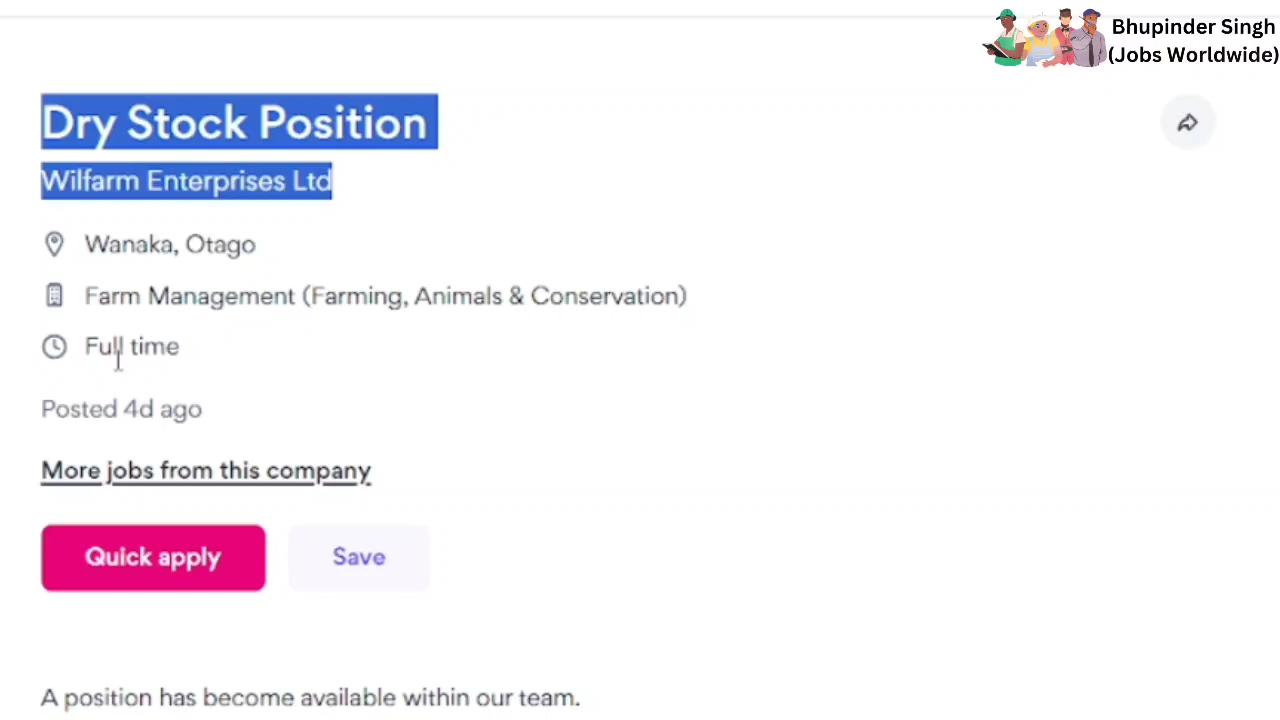 Bhupinder Singh
(Jobs Worldwide)
Dry Stock Position
Wilfarm Enterprises Ltd
Wanaka, Otago
Farm Management (Farming, Animals & Conservation)
Full time
Posted 4d ago
More jobs from this company
Quick apply
Save
A position has become available within our team.